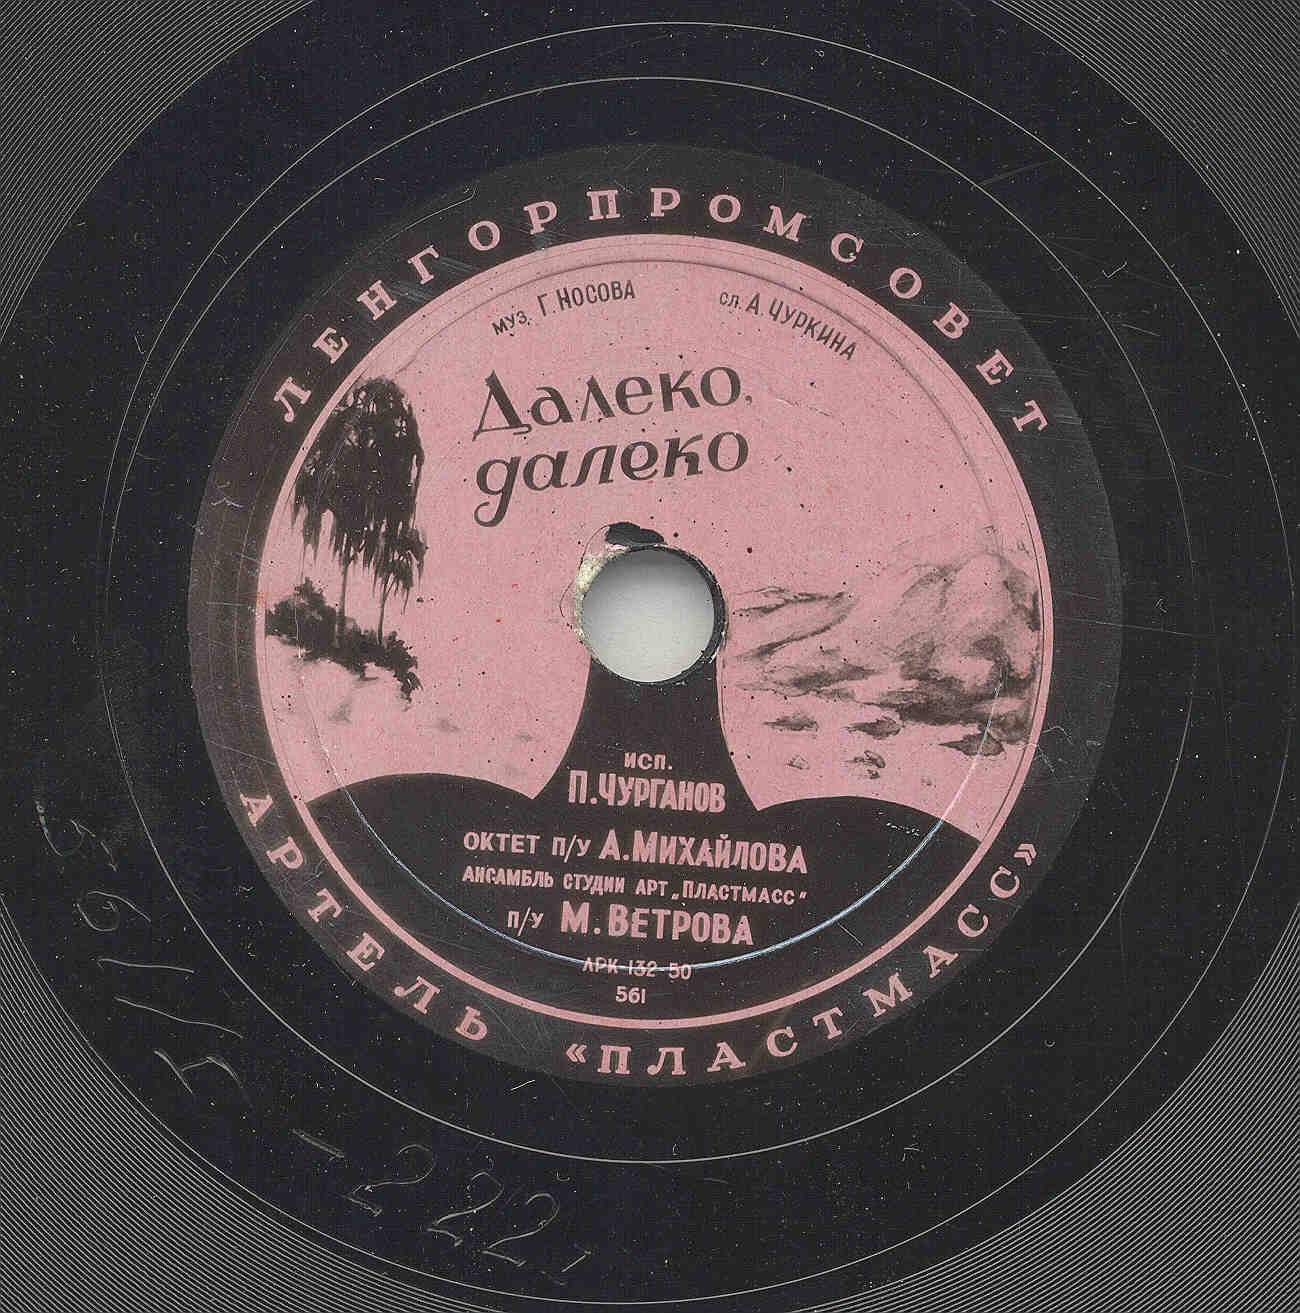 ЛЕНГОРПРОМСОВЕТ
муз. Г. НОСОВА
сл. А. ЧУРКИНА
Далеко,
далеко
ИСП.
П. ЧУРГАНОВ
ОКТЕТ П/У А. МИХАЙЛОВА
АНСАМБЛЬ СТУДИИ АРТ. „ПЛАСТМАСС"
П/У М. ВЕТРОВА
АРК-132-50
561
АРТЕЛЬ «ПЛАСТМАСС»
-222